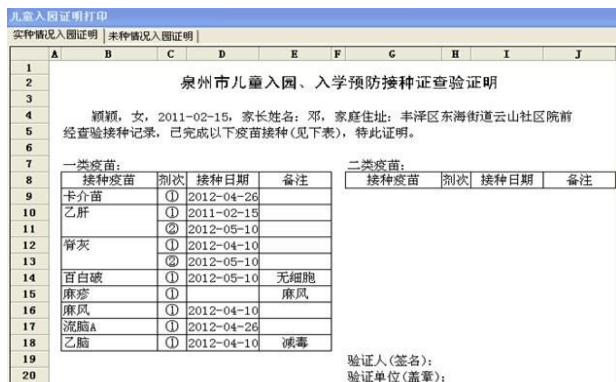 儿童入园证明打印
实种情况入园证明 未种情况入园证明
A B C D E F G H I J
1
2 泉州市儿童入园、入学预防接种证查验证明
3
4 颖颖, 女, 2011-02-15, 家长姓名: 邓, 家庭住址: 丰泽区东海街道云山社区院前
5 经查验接种记录, 已完成以下疫苗接种(见下表), 特此证明。
6
7 一类疫苗: 二类疫苗:
8 接种疫苗 剂次 接种日期 备注 接种疫苗 剂次 接种日期 备注
9 卡介苗 ① 2012-04-26
10 乙肝 ① 2011-02-15
11 ② 2012-05-10
12 脊灰 ① 2012-04-10
13 ② 2012-05-10
14 百白破 ① 2012-05-10 无细胞
15 麻疹 ① 麻风
16 麻风 ① 2012-04-10
17 流脑A ① 2012-04-26
18 乙脑 ① 2012-04-10 减毒
19 验证人(签名):
20 验证单位(盖章):